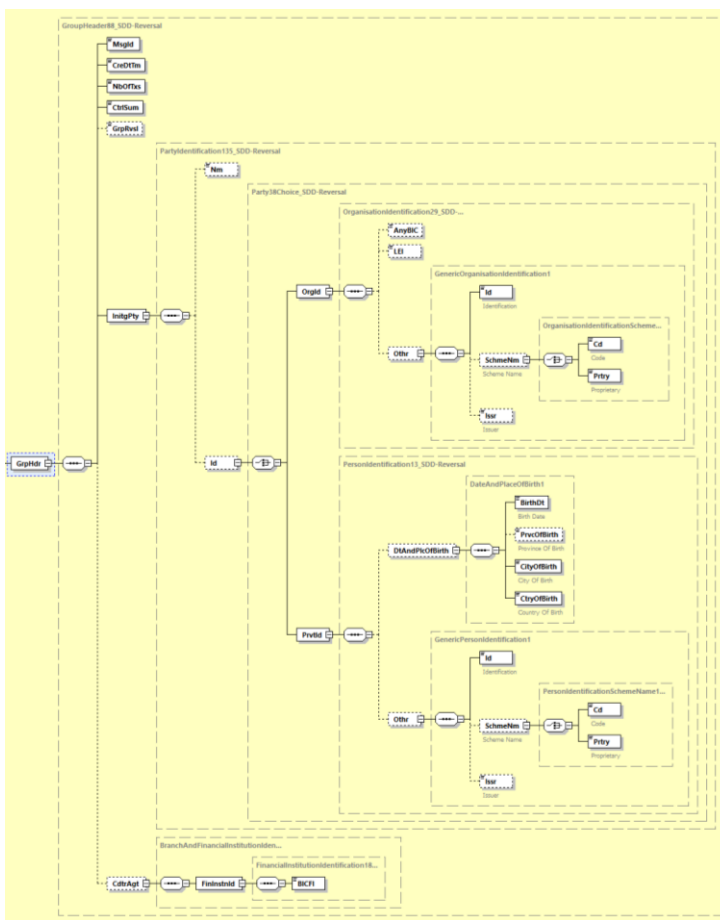 GroupHeader88_SDD-Reversal
MsgId
CreDtTm
NbOfTxs
CtrlSum
GrpRvsl
PartyIdentification135_SDD-Reversal
Nm
Party38Choice_SDD-Reversal
OrganisationIdentification29_SDD-...
AnyBIC
LEI
GenericOrganisationIdentification1
OrgId
Id
Identification
OrganisationIdentificationScheme...
InitgPty
Cd
Code
Othr
SchmeNm
Scheme Name
Prtry
Proprietary
Issr
Issuer
GrpHdr
Id
PersonIdentification13_SDD-Reversal
DateAndPlaceOfBirth1
BirthDt
Birth Date
PrvcOfBirth
Province Of Birth
DtAndPlcOfBirth
CityOfBirth
City Of Birth
CtryOfBirth
Country Of Birth
PrvtId
GenericPersonIdentification1
Id
Identification
PersonIdentificationSchemeName1...
Cd
Code
Othr
SchmeNm
Scheme Name
Prtry
Proprietary
Issr
Issuer
BranchAndFinancialInstitutionIden...
FinancialInstitutionIdentification18...
CdtrAgt
FinInstnId
BICFI